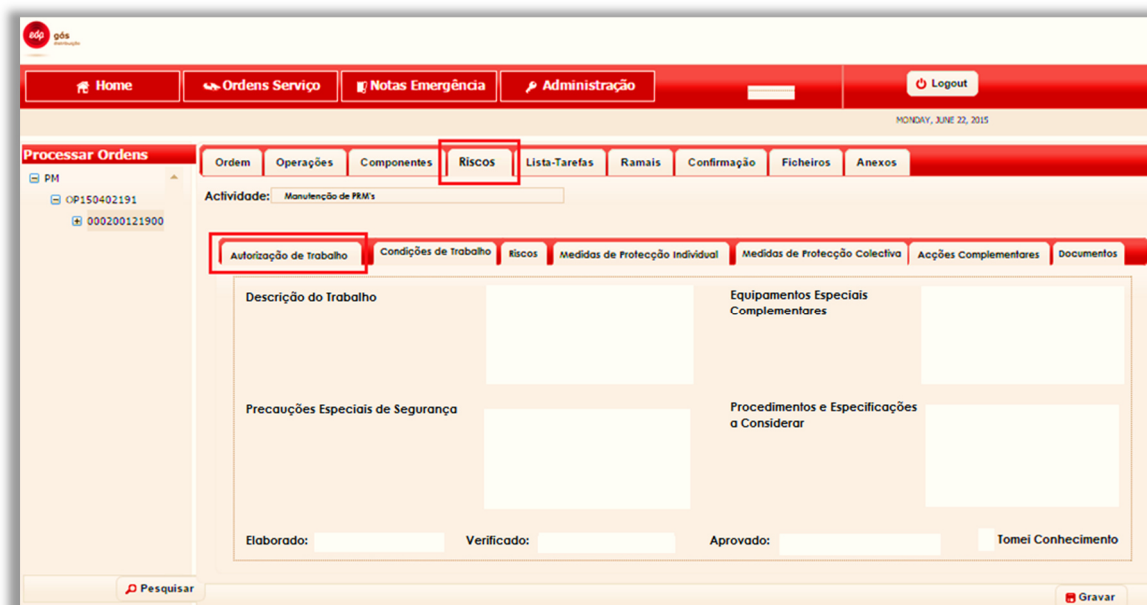 edp gás
distribuição
Home Ordens Serviço Notas Emergência Administração Logout
MONDAY, JUNE 22, 2015
Processar Ordens
PM
OP150402191
000200121900
Pesquisar
Ordem Operações Componentes Riscos Lista-Tarefas Ramais Confirmação Ficheiros Anexos
Actividade: Manutenção de PRM's
Autorização de Trabalho Condições de Trabalho Riscos Medidas de Protecção Individual Medidas de Protecção Colectiva Acções Complementares Documentos
Descrição do Trabalho
Equipamentos Especiais
Complementares
Precauções Especiais de Segurança
Procedimentos e Especificações
a Considerar
Elaborado: Verificado: Aprovado: Tomei Conhecimento
Gravar